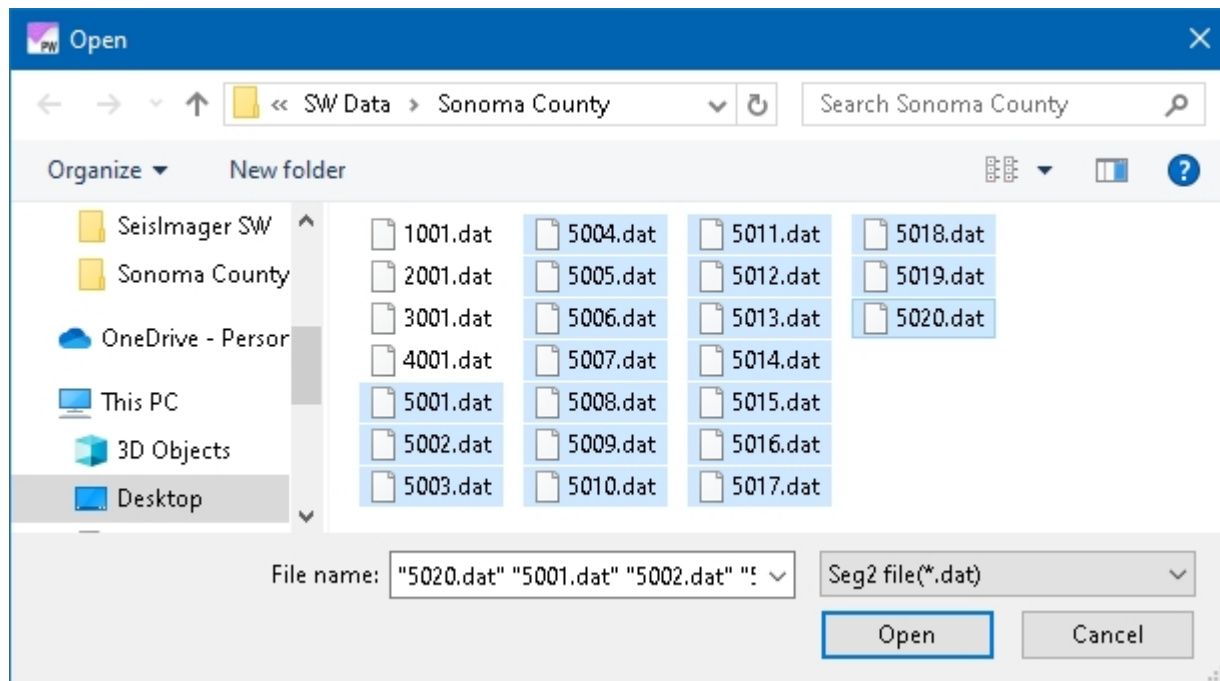 PW Open
« SW Data › Sonoma County
Search Sonoma County
Organize
New folder
?
SeisImager SW
Sonoma County
OneDrive - Person
This PC
3D Objects
Desktop
1001.dat
2001.dat
3001.dat
4001.dat
5001.dat
5002.dat
5003.dat
5004.dat
5005.dat
5006.dat
5007.dat
5008.dat
5009.dat
5010.dat
5011.dat
5012.dat
5013.dat
5014.dat
5015.dat
5016.dat
5017.dat
5018.dat
5019.dat
5020.dat
File name: "5020.dat" "5001.dat" "5002.dat" "5
Seg2 file(*.dat)
Open
Cancel